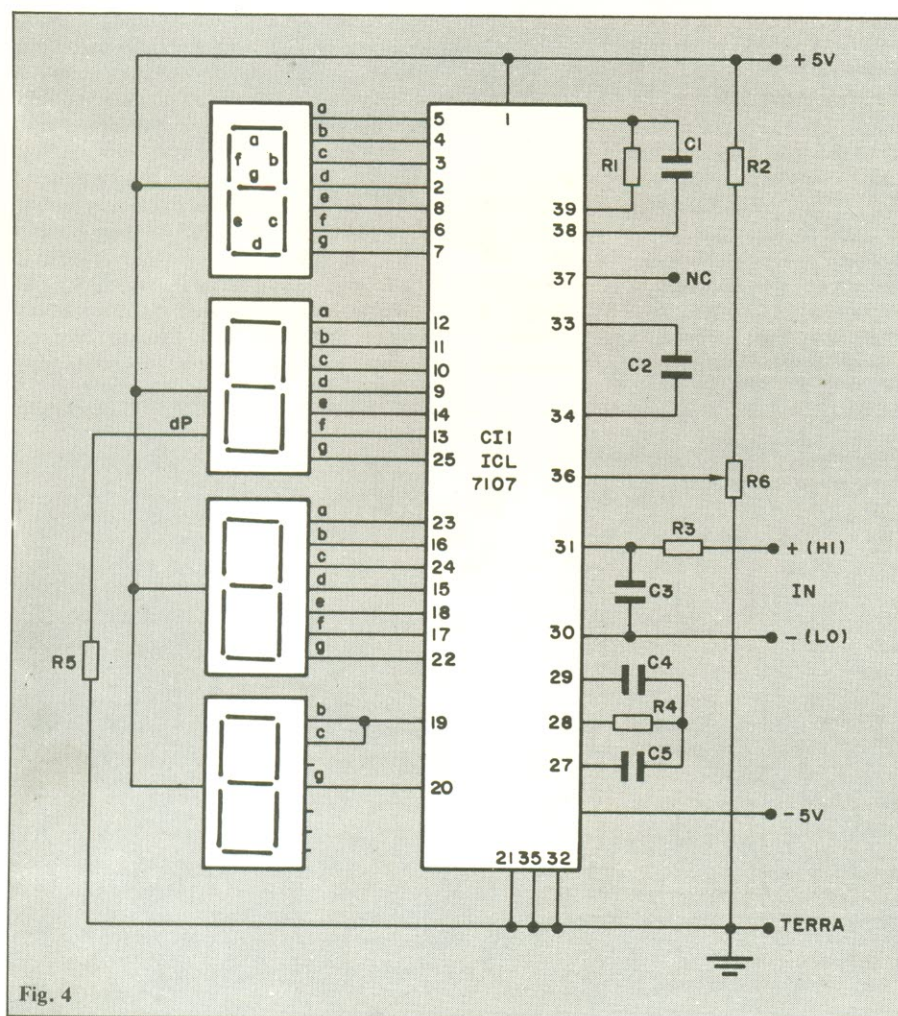 + 5V
a
b
c
d
e
f
g
a
f b
g
e c
d
5
4
3
2
8
6
7
1
39
38
37
33
34
36
31
30
29
28
27
R1
C1
R2
NC
C2
R6
CI1
ICL
7107
a
b
c
d
e
f
g
dP
12
11
10
9
14
13
25
R3
+ (HI)
IN
C3
- (LO)
a
b
c
d
e
f
g
23
16
24
15
18
17
22
R5
C4
R4
C5
b
c
g
19
20
- 5V
21 35 32
TERRA
Fig. 4